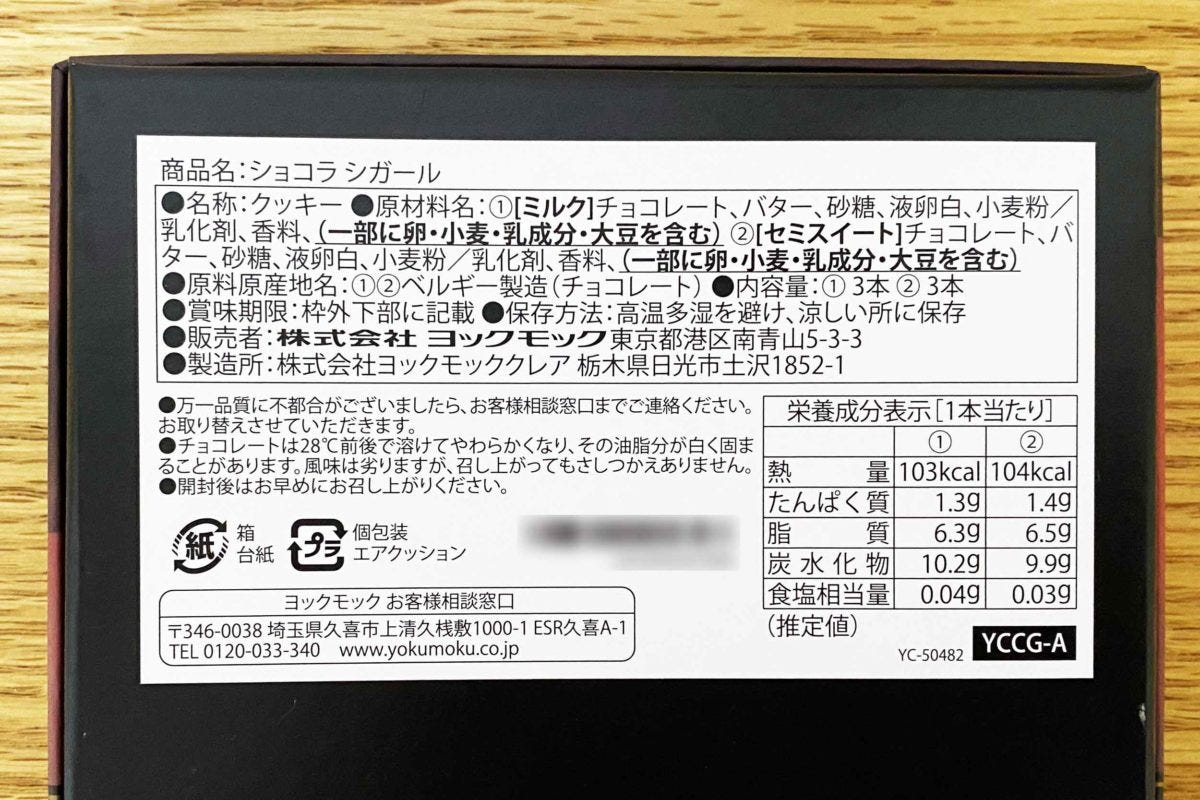 商品名:ショコラ シガール
●名称:クッキー ●原材料名:①[ミルク]チョコレート、バター、砂糖、液卵白、小麦粉／
乳化剤、香料、(一部に卵・小麦・乳成分・大豆を含む) ②[セミスイート]チョコレート、バ
ター、砂糖、液卵白、小麦粉／乳化剤、香料、(一部に卵・小麦・乳成分・大豆を含む)
●原料原産地名:①②ベルギー製造(チョコレート) ●内容量:① 3本 ② 3本
●賞味期限:枠外下部に記載 ●保存方法:高温多湿を避け、涼しい所に保存
●販売者:株式会社 ヨックモック 東京都港区南青山5-3-3
●製造所:株式会社ヨックモッククレア 栃木県日光市土沢1852-1
●万一品質に不都合がございましたら、お客様相談窓口までご連絡ください。
お取り替えさせていただきます。
●チョコレートは28℃前後で溶けてやわらかくなり、その油脂分が白く固ま
ることがあります。風味は劣りますが、召し上がってもさしつかえありません。
●開封後はお早めにお召し上がりください。
紙 箱
台紙
プラ 個包装
エアクッション
ヨックモック お客様相談窓口
〒346-0038 埼玉県久喜市上清久桟敷1000-1 ESR久喜A-1
TEL 0120-033-340 www.yokumoku.co.jp
栄養成分表示[1本当たり]
① ②
熱量 103kcal 104kcal
たんぱく質 1.3g 1.4g
脂質 6.3g 6.5g
炭水化物 10.2g 9.9g
食塩相当量 0.04g 0.03g
(推定値)
YC-50482 YCCG-A